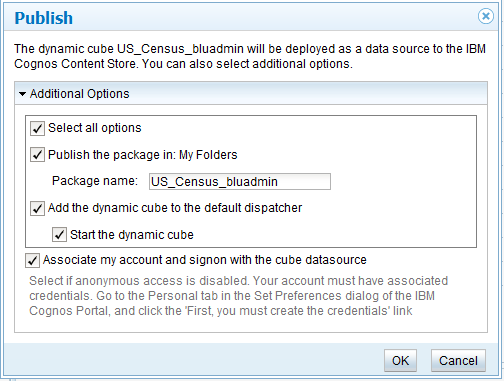 Publish
The dynamic cube US_Census_bluadmin will be deployed as a data source to the IBM
Cognos Content Store. You can also select additional options.
Additional Options
Select all options
Publish the package in: My Folders
Package name: US_Census_bluadmin
Add the dynamic cube to the default dispatcher
Start the dynamic cube
Associate my account and signon with the cube datasource
Select if anonymous access is disabled. Your account must have associated
credentials. Go to the Personal tab in the Set Preferences dialog of the IBM
Cognos Portal, and click the 'First, you must create the credentials' link
OK Cancel